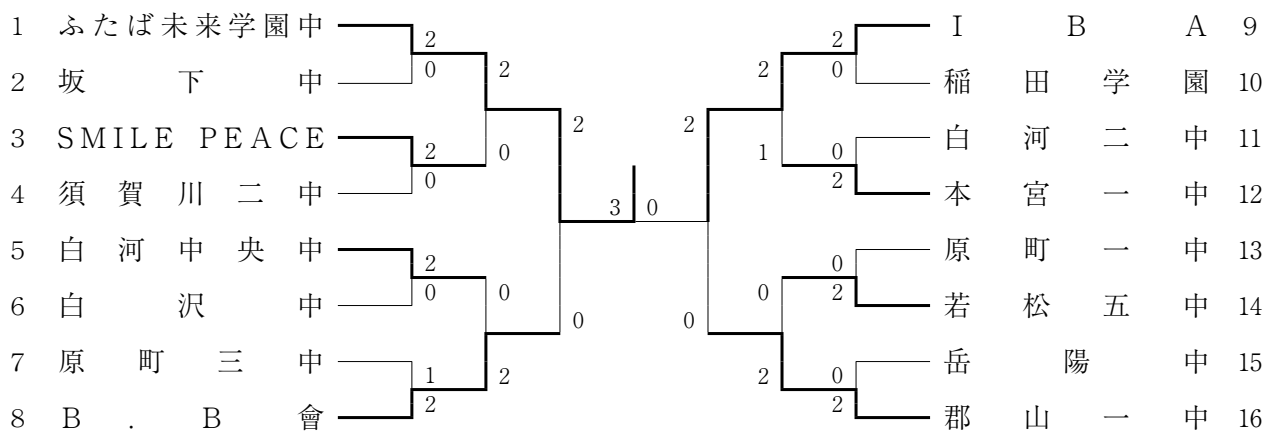 1 ふたば未来学園中
2
0
2 坂下中
2
3 SMILE PEACE
2
0
0
4 須賀川二中
2
5 白河中央中
2
0
0
6 白沢中
0
7 原町三中
1
2
2
8 B.B會
3 0
IBA 9
2
0
2
稲田学園 10
2
白河二中 11
0
2
1
本宮一中 12
原町一中 13
0
2
0
若松五中 14
0
岳陽中 15
0
2
2
郡山一中 16